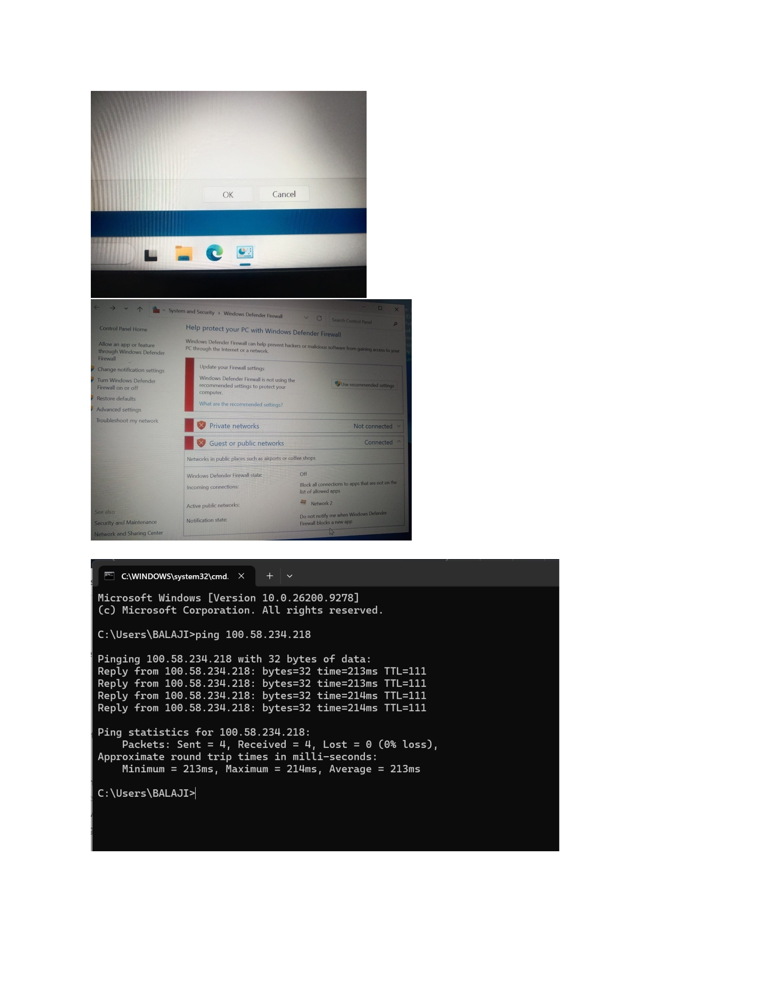 OK
Cancel
System and Security › Windows Defender Firewall
Search Control Panel
Control Panel Home
Allow an app or feature
through Windows Defender
Firewall
Change notification settings
Turn Windows Defender
Firewall on or off
Restore defaults
Advanced settings
Troubleshoot my network
See also
Security and Maintenance
Network and Sharing Center
Help protect your PC with Windows Defender Firewall
Windows Defender Firewall can help prevent hackers or malicious software from gaining access to your
PC through the Internet or a network.
Update your Firewall settings
Windows Defender Firewall is not using the
recommended settings to protect your
computer.
Use recommended settings
What are the recommended settings?
Private networks
Not connected
Guest or public networks
Connected
Networks in public places such as airports or coffee shops
Windows Defender Firewall state:
Off
Incoming connections:
Block all connections to apps that are not on the
list of allowed apps
Active public networks:
Network 2
Notification state:
Do not notify me when Windows Defender
Firewall blocks a new app
C:\WINDOWS\system32\cmd.
Microsoft Windows [Version 10.0.26200.9278]
(c) Microsoft Corporation. All rights reserved.
C:\Users\BALAJI>ping 100.58.234.218
Pinging 100.58.234.218 with 32 bytes of data:
Reply from 100.58.234.218: bytes=32 time=213ms TTL=111
Reply from 100.58.234.218: bytes=32 time=213ms TTL=111
Reply from 100.58.234.218: bytes=32 time=214ms TTL=111
Reply from 100.58.234.218: bytes=32 time=214ms TTL=111
Ping statistics for 100.58.234.218:
Packets: Sent = 4, Received = 4, Lost = 0 (0% loss),
Approximate round trip times in milli-seconds:
Minimum = 213ms, Maximum = 214ms, Average = 213ms
C:\Users\BALAJI>